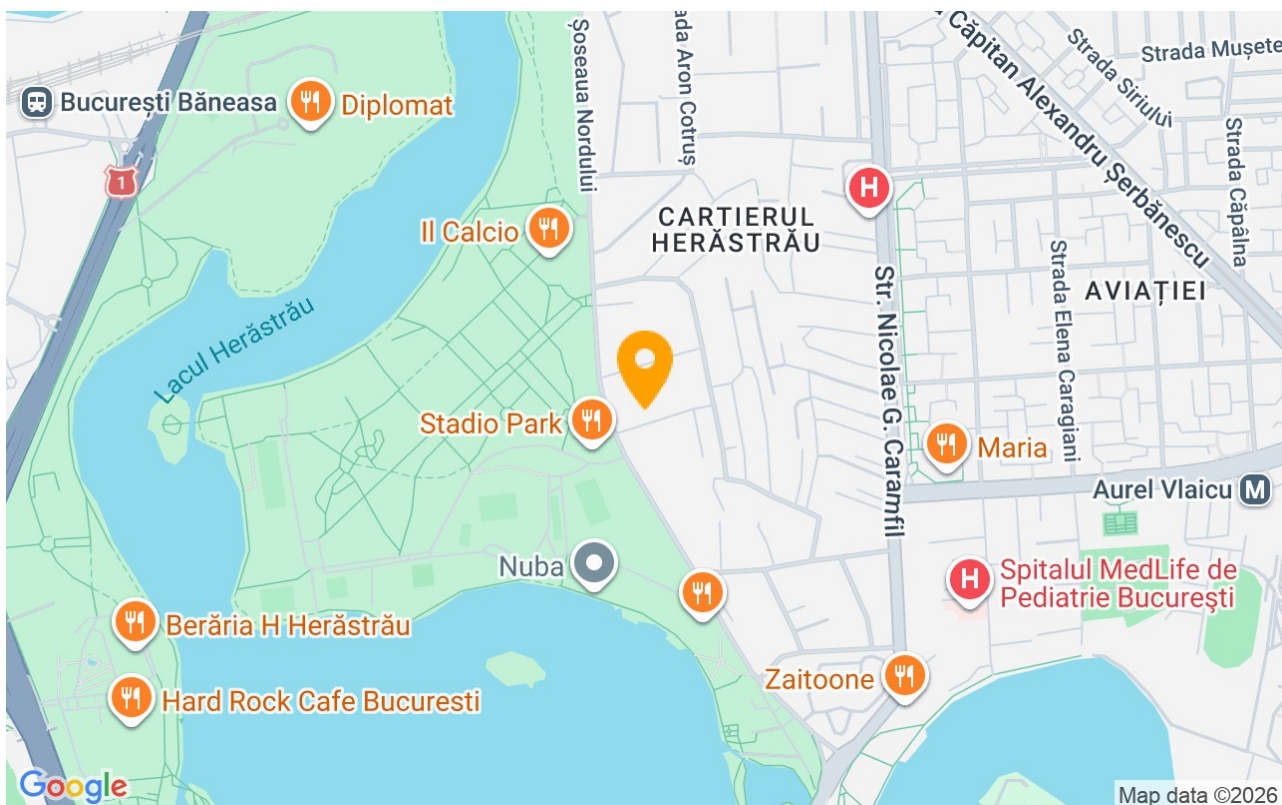 Șoseaua Nordului
ada Aron Cotruș
Căpitan Alexandru Șerbănescu
Strada Siriului
Strada Mușete
Strada Căpâlna
București Băneasa
Diplomat
1
H
Il Calcio
CARTIERUL
HERĂSTRĂU
Str. Nicolae G. Caramfil
Strada Elena Caragiani
AVIAȚIEI
Lacul Herăstrău
Stadio Park
Maria
Aurel Vlaicu M
Nuba
H
Spitalul MedLife de
Pediatrie Bucureşti
Berăria H Herăstrău
Zaitoone
Hard Rock Cafe Bucuresti
Google
Map data ©2026